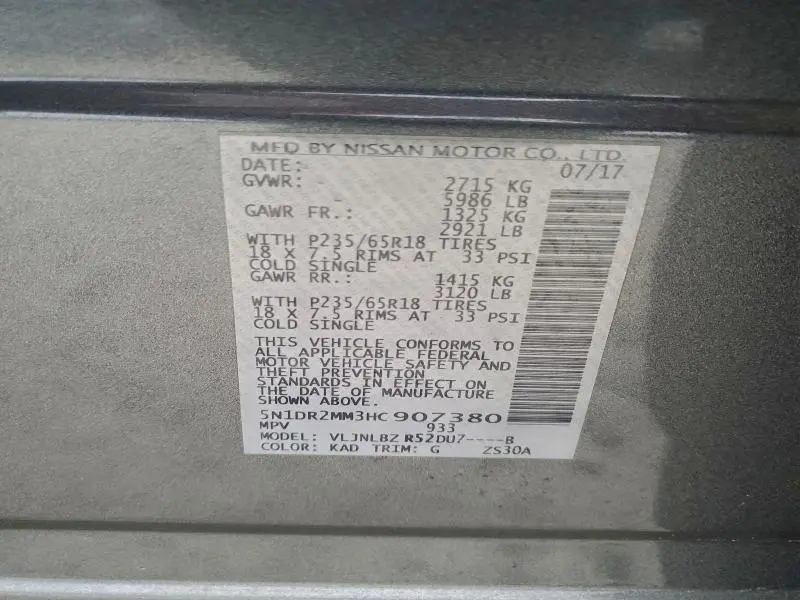 MFD BY NISSAN MOTOR CO., LTD.
DATE: 07/17
GVWR: 2715 KG
5986 LB
GAWR FR.: 1325 KG
2921 LB
WITH P235/65R18 TIRES
18 X 7.5 RIMS AT 33 PSI
COLD SINGLE
GAWR RR.: 1415 KG
3120 LB
WITH P235/65R18 TIRES
18 X 7.5 RIMS AT 33 PSI
COLD SINGLE
THIS VEHICLE CONFORMS TO
ALL APPLICABLE FEDERAL
MOTOR VEHICLE SAFETY AND
THEFT PREVENTION
STANDARDS IN EFFECT ON
THE DATE OF MANUFACTURE
SHOWN ABOVE.
5N1DR2MM3HC907380
MPV 933
MODEL: VLJNLBZ R52DU7----B
COLOR: KAD TRIM: G ZS30A